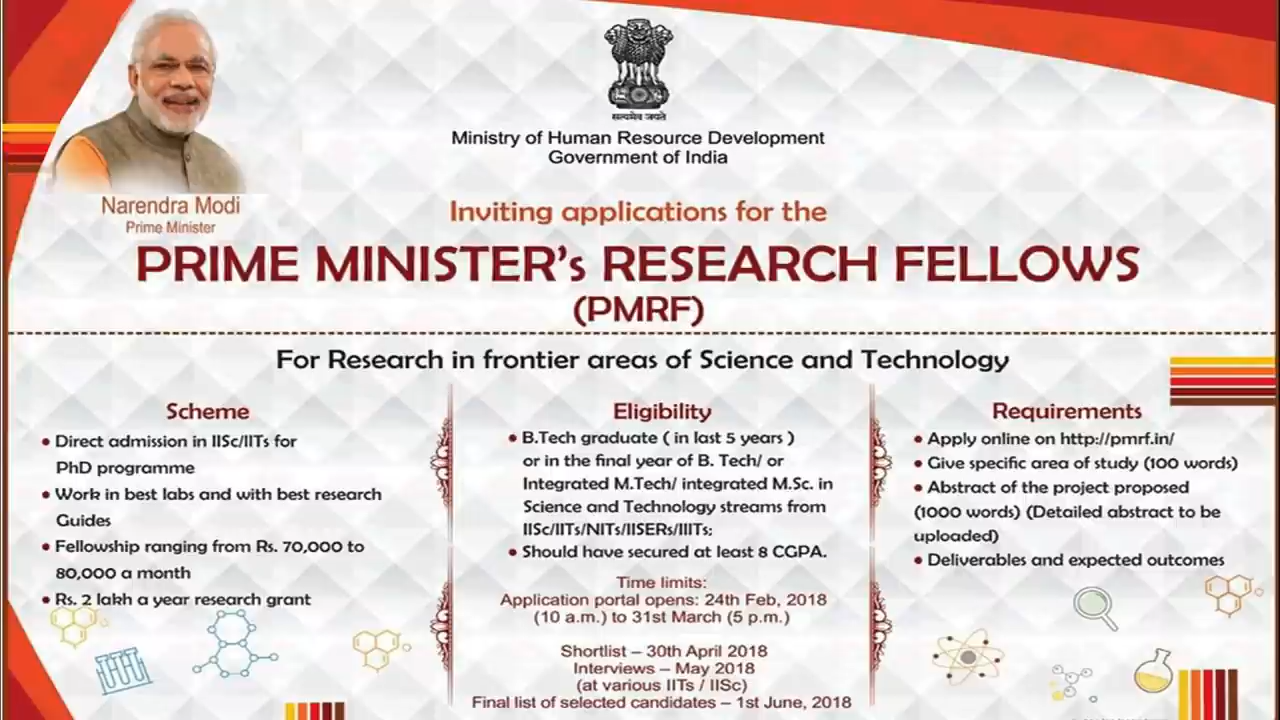 सत्यमेव जयते
Ministry of Human Resource Development
Government of India
Narendra Modi
Prime Minister
Inviting applications for the
PRIME MINISTER's RESEARCH FELLOWS
(PMRF)
For Research in frontier areas of Science and Technology
Scheme
• Direct admission in IISc/IITs for
PhD programme
• Work in best labs and with best research
Guides
• Fellowship ranging from Rs. 70,000 to
80,000 a month
• Rs. 2 lakh a year research grant
Eligibility
• B.Tech graduate ( in last 5 years )
or in the final year of B. Tech/ or
Integrated M.Tech/ integrated M.Sc. in
Science and Technology streams from
IISc/IITs/NITs/IISERs/IIITs;
• Should have secured at least 8 CGPA.
Time limits:
Application portal opens: 24th Feb, 2018
(10 a.m.) to 31st March (5 p.m.)
Shortlist – 30th April 2018
Interviews – May 2018
(at various IITs / IISc)
Final list of selected candidates – 1st June, 2018
Requirements
• Apply online on http://pmrf.in/
• Give specific area of study (100 words)
• Abstract of the project proposed
(1000 words) (Detailed abstract to be
uploaded)
• Deliverables and expected outcomes